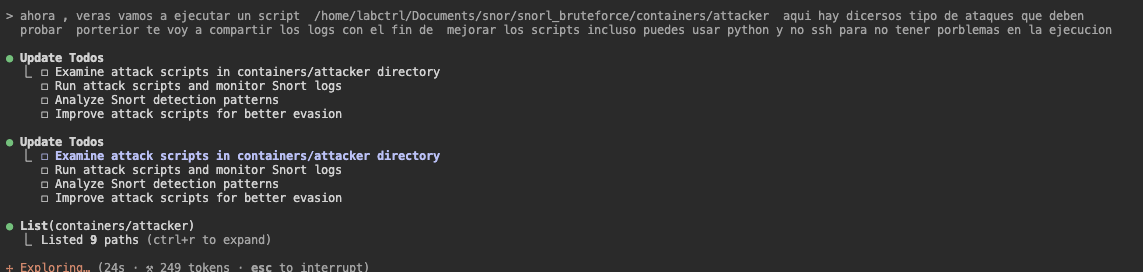 > ahora , veras vamos a ejecutar un script  /home/labctrl/Documents/snor/snorl_bruteforce/containers/attacker  aqui hay dicersos tipo de ataques que deben
probar  porterior te voy a compartir los logs con el fin de  mejorar los scripts incluso puedes usar python y no ssh para no tener porblemas en la ejecucion
● Update Todos
⎿ ☐ Examine attack scripts in containers/attacker directory
☐ Run attack scripts and monitor Snort logs
☐ Analyze Snort detection patterns
☐ Improve attack scripts for better evasion
● Update Todos
⎿ ☐ Examine attack scripts in containers/attacker directory
☐ Run attack scripts and monitor Snort logs
☐ Analyze Snort detection patterns
☐ Improve attack scripts for better evasion
● List(containers/attacker)
⎿ Listed 9 paths (ctrl+r to expand)
✢ Exploring… (24s · ⚒ 249 tokens · esc to interrupt)